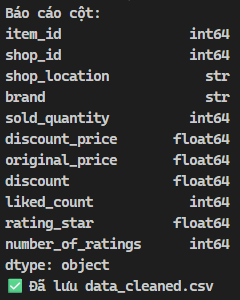 Báo cáo cột:
item_id int64
shop_id int64
shop_location str
brand str
sold_quantity int64
discount_price float64
original_price float64
discount float64
liked_count int64
rating_star float64
number_of_ratings int64
dtype: object
✅ Đã lưu data_cleaned.csv